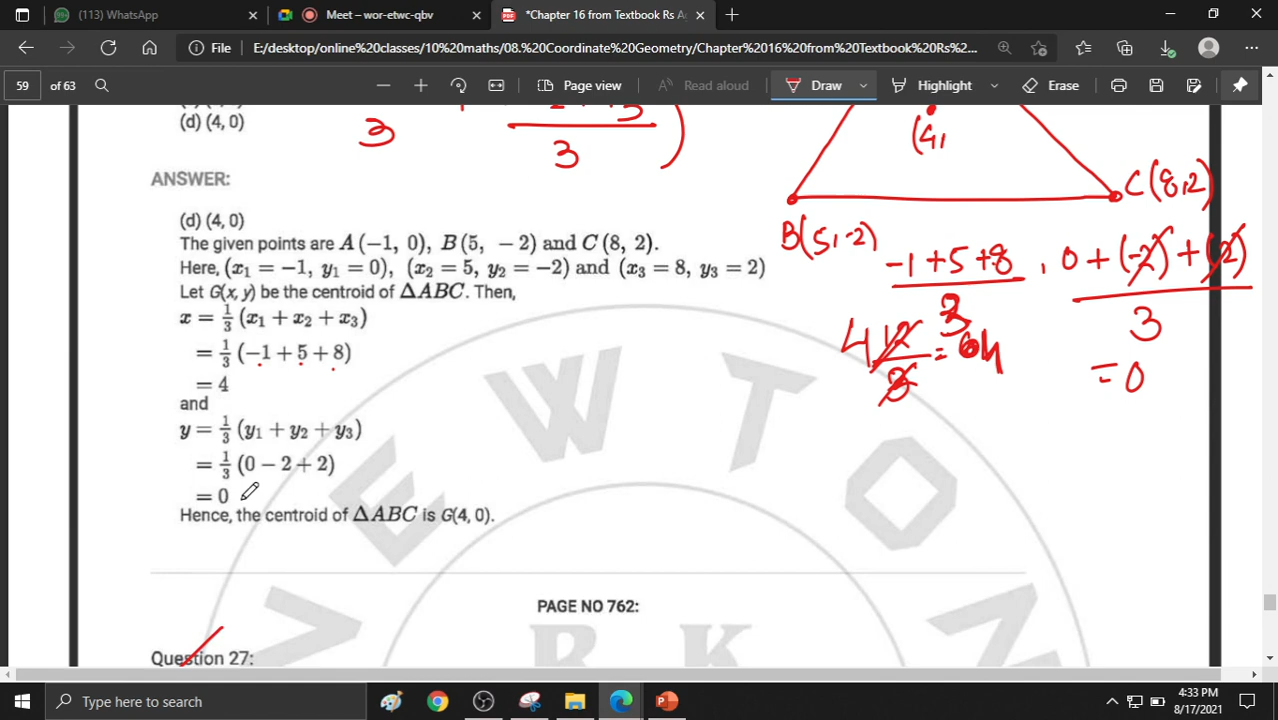 (113) WhatsApp
Meet – wor-etwc-qbv
*Chapter 16 from Textbook Rs A
File
E:/desktop/online%20classes/10%20maths/08.%20Coordinate%20Geometry/Chapter%2016%20from%20Textbook%20Rs%2...
59 of 63
Page view
Read aloud
Draw
Highlight
Erase
(d) (4, 0)
3
3
(4,
ANSWER:
C(8,2)
(d) (4, 0)
B(5,-2)
The given points are A(−1, 0), B(5, −2) and C(8, 2).
-1+5+8 , 0+(-2)+(2)
3
3
Here, (x₁ = −1, y₁ = 0), (x₂ = 5, y₂ = −2) and (x₃ = 8, y₃ = 2)
Let G(x, y) be the centroid of ΔABC. Then,
x = 1/3 (x₁ + x₂ + x₃)
= 1/3 (−1 + 5 + 8)
4 12/3 =
= 0
= 4
and
y = 1/3 (y₁ + y₂ + y₃)
= 1/3 (0 − 2 + 2)
= 0
Hence, the centroid of ΔABC is G(4, 0).
PAGE NO 762:
Question 27:
EWTON
R K
Type here to search
4:33 PM
8/17/2021